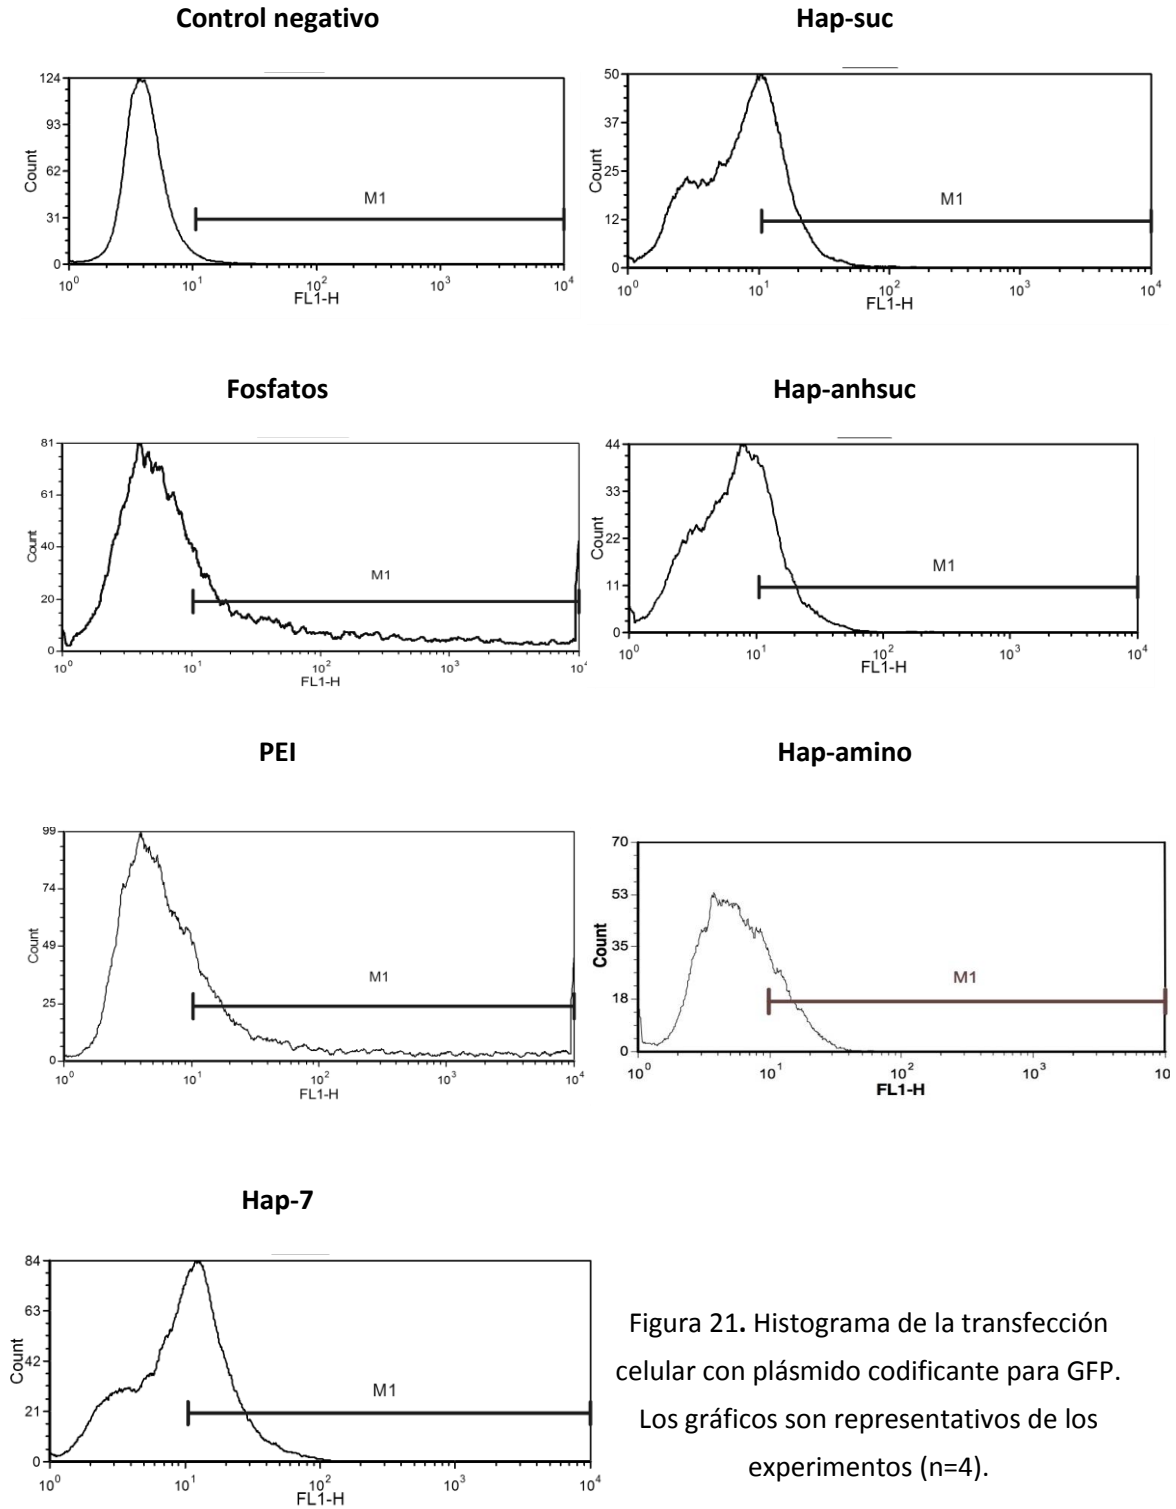 Control negativo
124
93
62
31
0
Count
M1
10⁰
10¹
10²
10³
10⁴
FL1-H
Hap-suc
50
37
25
12
0
Count
M1
10⁰
10¹
10²
10³
10⁴
FL1-H
Fosfatos
81
61
40
20
0
Count
M1
10⁰
10¹
10²
10³
10⁴
FL1-H
Hap-anhsuc
44
33
22
11
0
Count
M1
10⁰
10¹
10²
10³
10⁴
FL1-H
PEI
99
74
49
25
0
Count
M1
10⁰
10¹
10²
10³
10⁴
FL1-H
Hap-amino
70
53
35
18
0
Count
M1
10⁰
10¹
10²
10³
10
FL1-H
Hap-7
84
63
42
21
0
Count
M1
10⁰
10¹
10²
10³
10⁴
FL1-H
Figura 21. Histograma de la transfección
celular con plásmido codificante para GFP.
Los gráficos son representativos de los
experimentos (n=4).